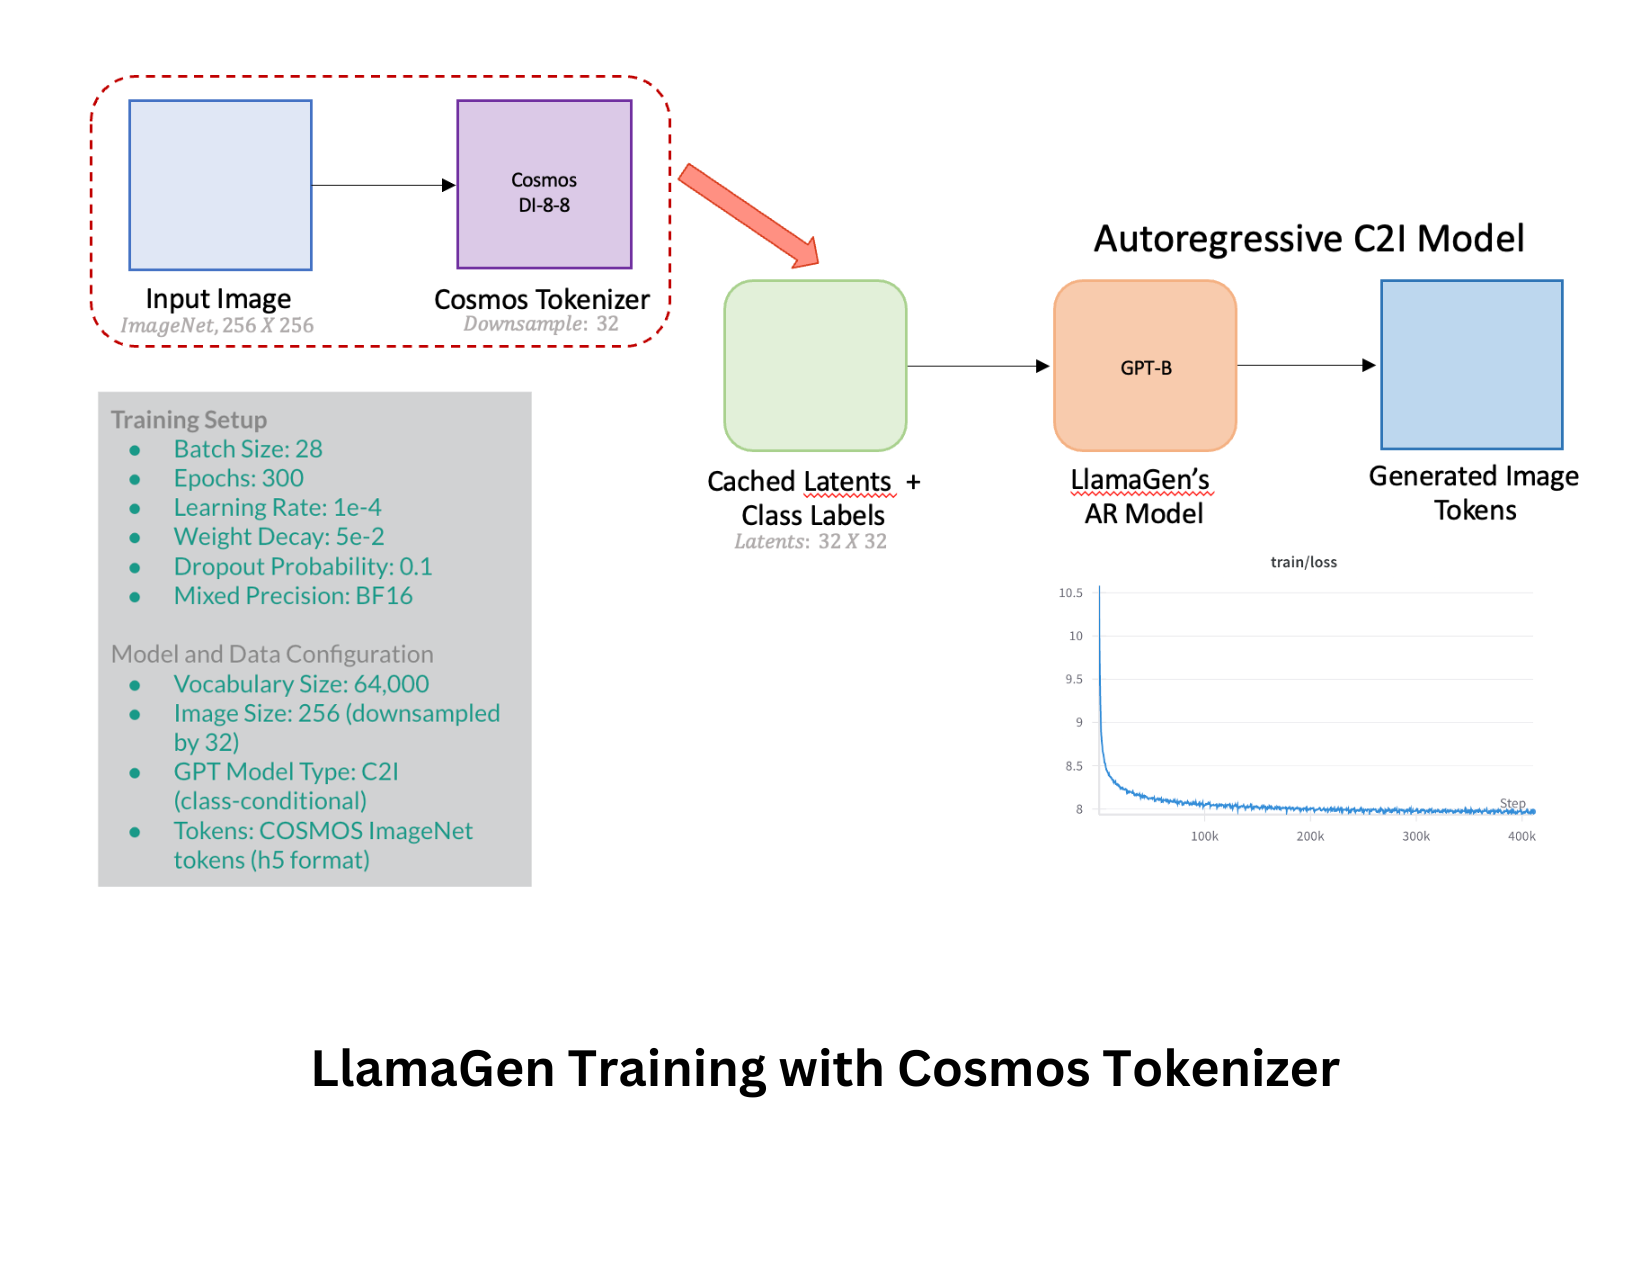 Cosmos
DI-8-8
Input Image
ImageNet, 256 X 256
Cosmos Tokenizer
Downsample: 32
Autoregressive C2I Model
GPT-B
Cached Latents +
Class Labels
Latents: 32 X 32
LlamaGen's
AR Model
Generated Image
Tokens
Training Setup
● Batch Size: 28
● Epochs: 300
● Learning Rate: 1e-4
● Weight Decay: 5e-2
● Dropout Probability: 0.1
● Mixed Precision: BF16
Model and Data Configuration
● Vocabulary Size: 64,000
● Image Size: 256 (downsampled
by 32)
● GPT Model Type: C2I
(class-conditional)
● Tokens: COSMOS ImageNet
tokens (h5 format)
train/loss
10.5
10
9.5
9
8.5
8
Step
100k 200k 300k 400k
LlamaGen Training with Cosmos Tokenizer